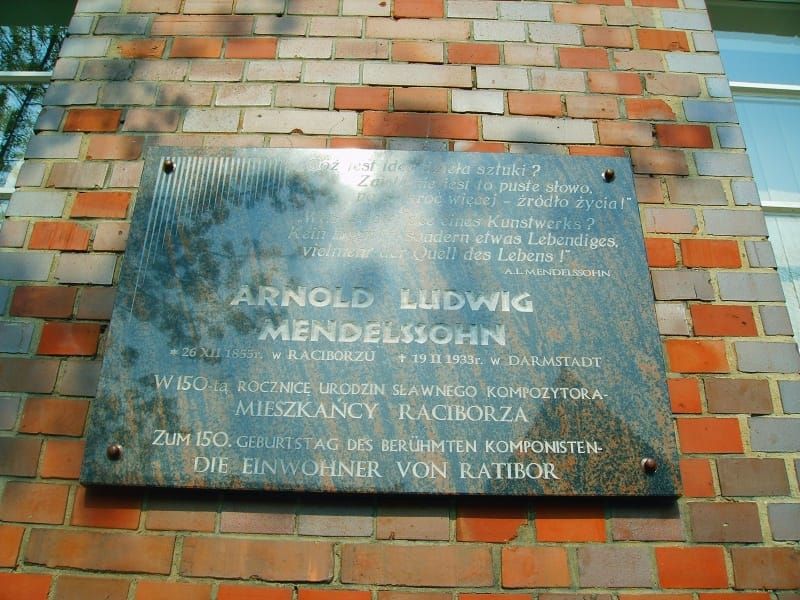 jest idea dzieła sztuki?
jest to puste słowo,
więcej - źródło życia!"
eines Kunstwerks?
Kein sondern etwas Lebendiges,
vielmehr der Quell des Lebens!"
A.L.MENDELSSOHN
ARNOLD LUDWIG
MENDELSSOHN
* 26 XII 1855r. w RACIBORZU † 19 II 1933r. w DARMSTADT
W 150-tą ROCZNICĘ URODZIN SŁAWNEGO KOMPOZYTORA-
MIESZKAŃCY RACIBORZA
ZUM 150. GEBURTSTAG DES BERÜHMTEN KOMPONISTEN-
DIE EINWOHNER VON RATIBOR